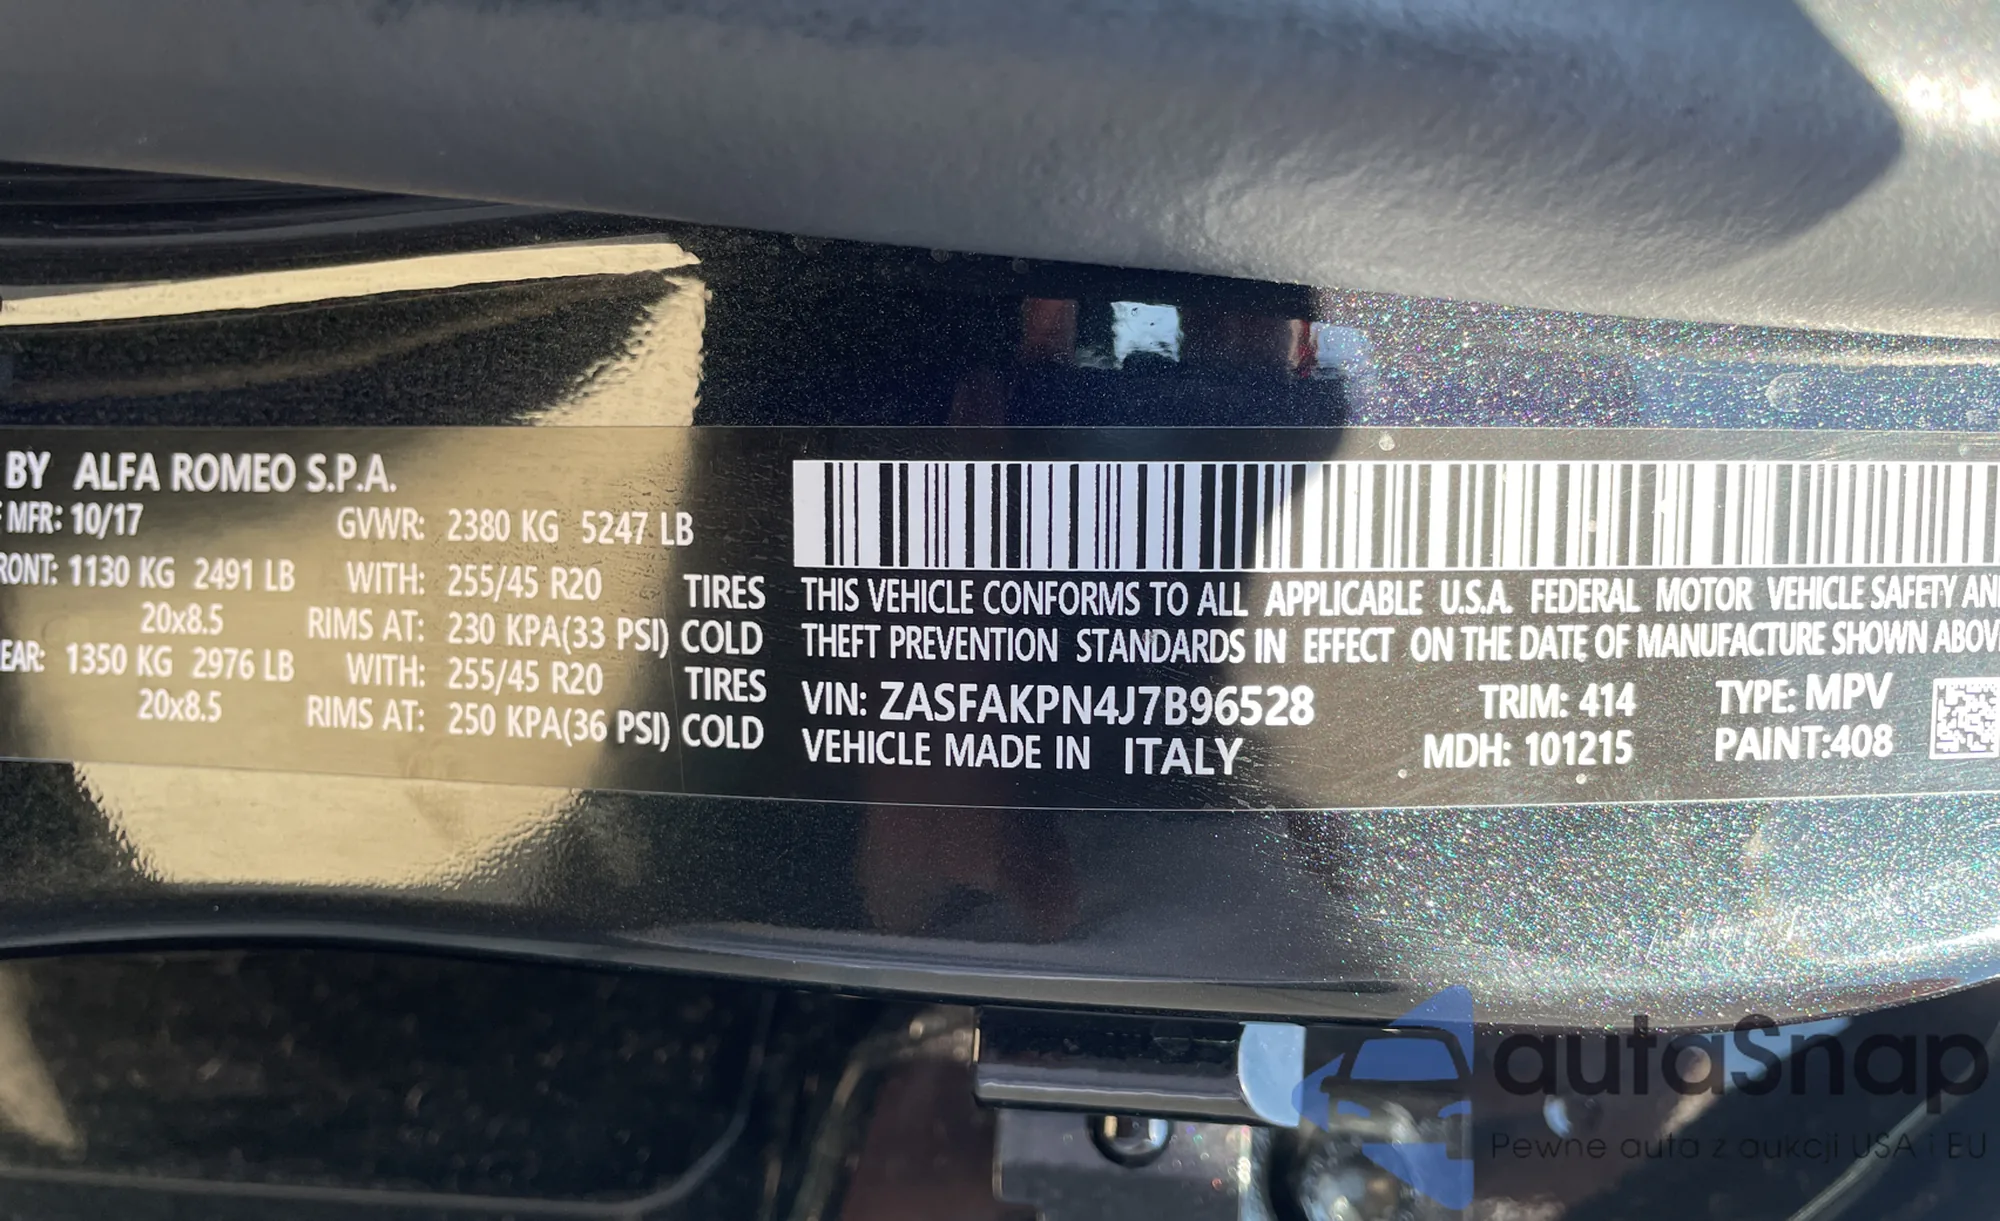 BY ALFA ROMEO S.P.A.
MFR: 10/17 GVWR: 2380 KG 5247 LB
RONT: 1130 KG 2491 LB WITH: 255/45 R20 TIRES
20x8.5 RIMS AT: 230 KPA(33 PSI) COLD
EAR: 1350 KG 2976 LB WITH: 255/45 R20 TIRES
20x8.5 RIMS AT: 250 KPA(36 PSI) COLD
THIS VEHICLE CONFORMS TO ALL APPLICABLE U.S.A. FEDERAL MOTOR VEHICLE SAFETY AN
THEFT PREVENTION STANDARDS IN EFFECT ON THE DATE OF MANUFACTURE SHOWN ABOV
VIN: ZASFAKPN4J7B96528 TRIM: 414 TYPE: MPV
VEHICLE MADE IN ITALY MDH: 101215 PAINT:408
autaSnap
Pewne auta z aukcji USA i EU